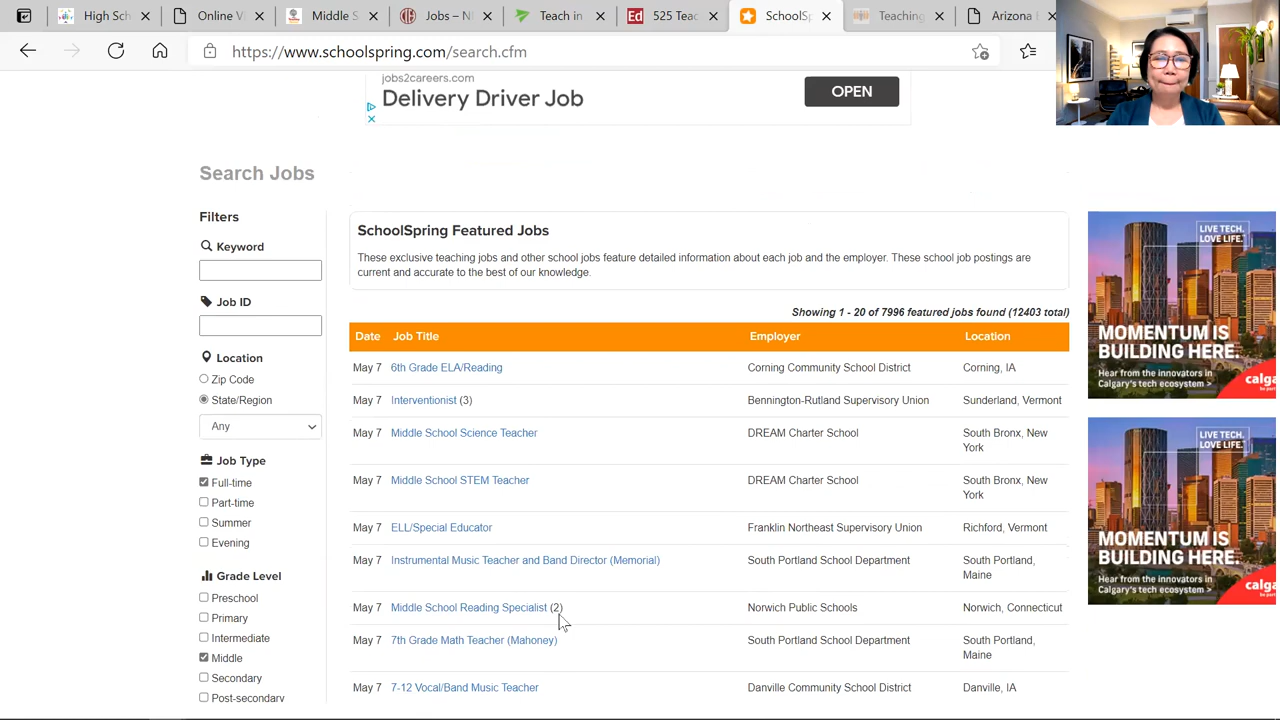 High Sch
Online V
Middle S
Jobs – N
Teach in
Ed 525 Teac
SchoolSp
Teaching
Arizona E
https://www.schoolspring.com/search.cfm
jobs2careers.com
Delivery Driver Job
OPEN
Search Jobs
Filters
Keyword
Job ID
Location
Zip Code
State/Region
Any
Job Type
Full-time
Part-time
Summer
Evening
Grade Level
Preschool
Primary
Intermediate
Middle
Secondary
Post-secondary
SchoolSpring Featured Jobs
These exclusive teaching jobs and other school jobs feature detailed information about each job and the employer. These school job postings are
current and accurate to the best of our knowledge.
Showing 1 - 20 of 7996 featured jobs found (12403 total)
Date Job Title Employer Location
May 7 6th Grade ELA/Reading Corning Community School District Corning, IA
May 7 Interventionist (3) Bennington-Rutland Supervisory Union Sunderland, Vermont
May 7 Middle School Science Teacher DREAM Charter School South Bronx, New
York
May 7 Middle School STEM Teacher DREAM Charter School South Bronx, New
York
May 7 ELL/Special Educator Franklin Northeast Supervisory Union Richford, Vermont
May 7 Instrumental Music Teacher and Band Director (Memorial) South Portland School Department South Portland,
Maine
May 7 Middle School Reading Specialist (2) Norwich Public Schools Norwich, Connecticut
May 7 7th Grade Math Teacher (Mahoney) South Portland School Department South Portland,
Maine
May 7 7-12 Vocal/Band Music Teacher Danville Community School District Danville, IA
LIVE TECH.
LOVE LIFE.
MOMENTUM IS
BUILDING HERE.
Hear from the innovators in
Calgary's tech ecosystem >
calga
LIVE TECH.
LOVE LIFE.
MOMENTUM IS
BUILDING HERE.
Hear from the innovators in
Calgary's tech ecosystem >
calga